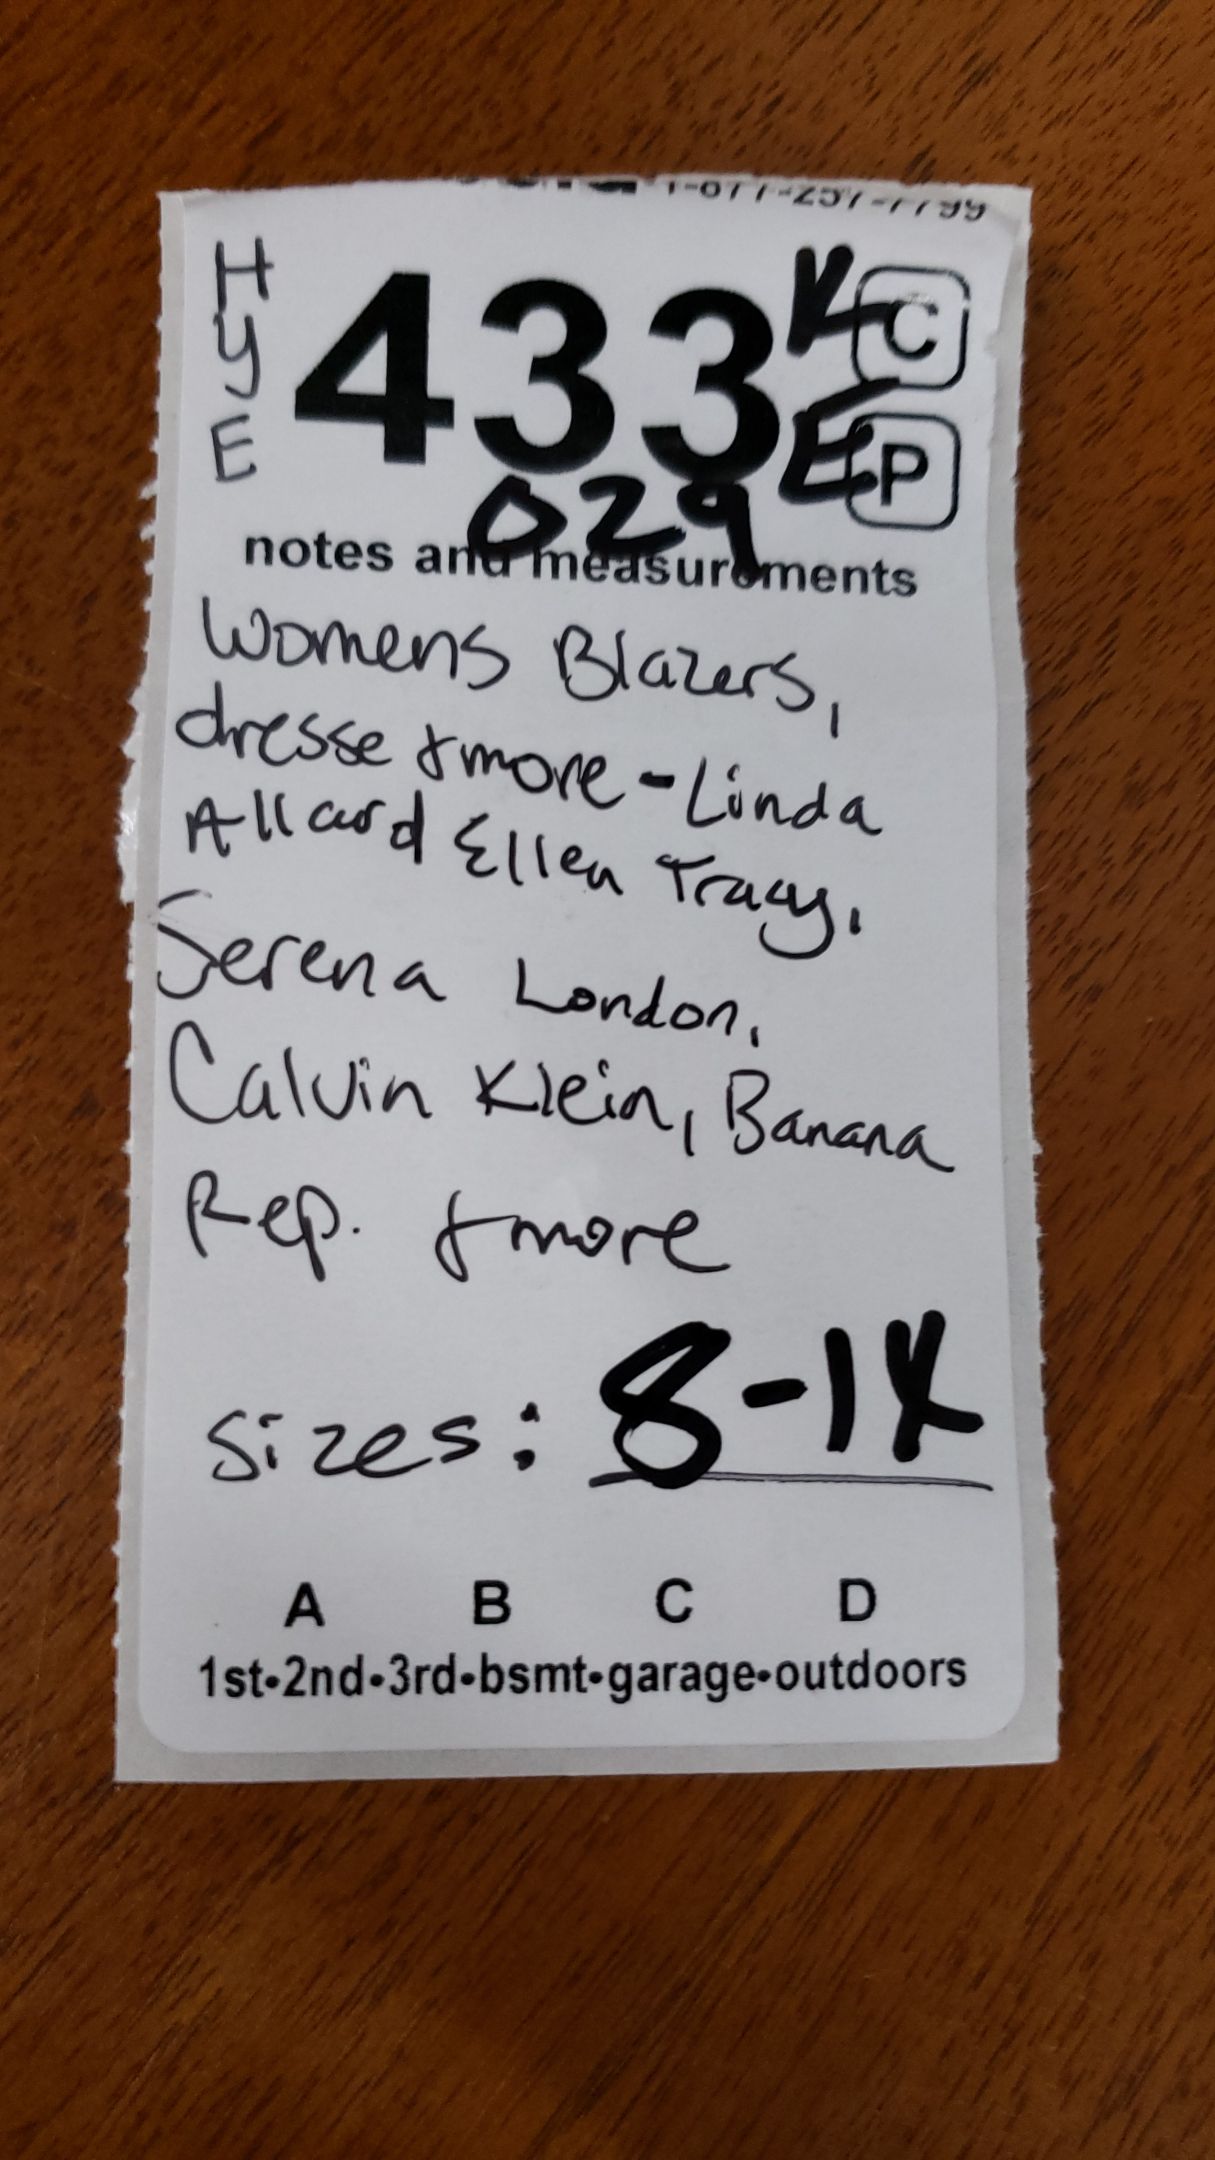 1-877-257-7799
H
Y
E
433
K
C
E
P
029
notes and measurements
Womens Blazers,
dresse & more - Linda
Allard Ellen Tracy,
Serena London,
Calvin Klein, Banana
Rep. & more
sizes: 8-14
A B C D
1st•2nd•3rd•bsmt•garage•outdoors